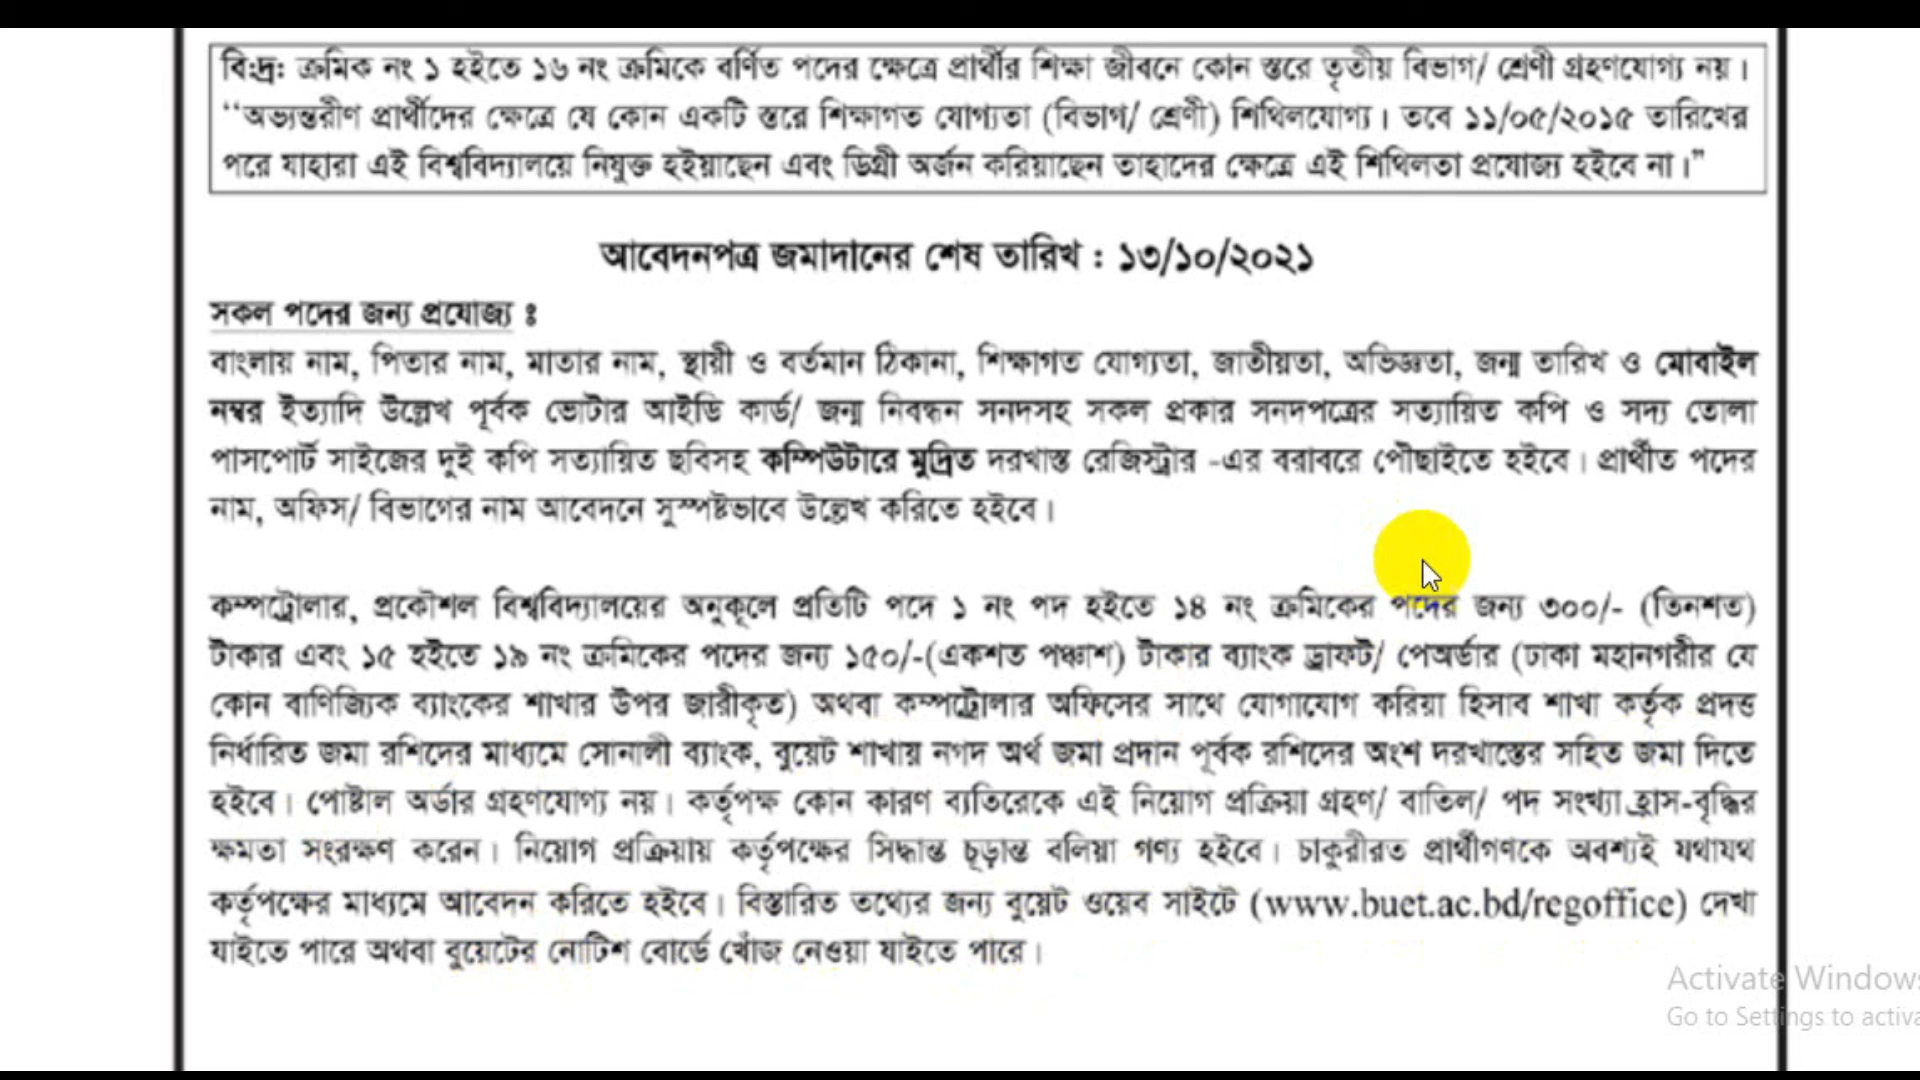 বি:দ্র: ক্রমিক নং ১ হইতে ১৬ নং ক্রমিকে বর্ণিত পদের ক্ষেত্রে প্রার্থীর শিক্ষা জীবনে কোন স্তরে তৃতীয় বিভাগ/ শ্রেণী গ্রহণযোগ্য নয়।
‘‘অভ্যন্তরীণ প্রার্থীদের ক্ষেত্রে যে কোন একটি স্তরে শিক্ষাগত যোগ্যতা (বিভাগ/ শ্রেণী) শিথিলযোগ্য। তবে ১১/০৫/২০১৫ তারিখের
পরে যাহারা এই বিশ্ববিদ্যালয়ে নিযুক্ত হইয়াছেন এবং ডিগ্রী অর্জন করিয়াছেন তাহাদের ক্ষেত্রে এই শিথিলতা প্রযোজ্য হইবে না।”
আবেদনপত্র জমাদানের শেষ তারিখ : ১৩/১০/২০২১
সকল পদের জন্য প্রযোজ্য ঃ
বাংলায় নাম, পিতার নাম, মাতার নাম, স্থায়ী ও বর্তমান ঠিকানা, শিক্ষাগত যোগ্যতা, জাতীয়তা, অভিজ্ঞতা, জন্ম তারিখ ও মোবাইল
নম্বর ইত্যাদি উল্লেখ পূর্বক ভোটার আইডি কার্ড/ জন্ম নিবন্ধন সনদসহ সকল প্রকার সনদপত্রের সত্যায়িত কপি ও সদ্য তোলা
পাসপোর্ট সাইজের দুই কপি সত্যায়িত ছবিসহ কম্পিউটারে মুদ্রিত দরখাস্ত রেজিস্ট্রার -এর বরাবরে পৌছাইতে হইবে। প্রার্থীত পদের
নাম, অফিস/ বিভাগের নাম আবেদনে সুস্পষ্টভাবে উল্লেখ করিতে হইবে।
কম্পট্রোলার, প্রকৌশল বিশ্ববিদ্যালয়ের অনুকূলে প্রতিটি পদে ১ নং পদ হইতে ১৪ নং ক্রমিকের পদের জন্য ৩০০/- (তিনশত)
টাকার এবং ১৫ হইতে ১৯ নং ক্রমিকের পদের জন্য ১৫০/-(একশত পঞ্চাশ) টাকার ব্যাংক ড্রাফট/ পেঅর্ডার (ঢাকা মহানগরীর যে
কোন বাণিজ্যিক ব্যাংকের শাখার উপর জারীকৃত) অথবা কম্পট্রোলার অফিসের সাথে যোগাযোগ করিয়া হিসাব শাখা কর্তৃক প্রদত্ত
নির্ধারিত জমা রশিদের মাধ্যমে সোনালী ব্যাংক, বুয়েট শাখায় নগদ অর্থ জমা প্রদান পূর্বক রশিদের অংশ দরখাস্তের সহিত জমা দিতে
হইবে। পোষ্টাল অর্ডার গ্রহণযোগ্য নয়। কর্তৃপক্ষ কোন কারণ ব্যতিরেকে এই নিয়োগ প্রক্রিয়া গ্রহণ/ বাতিল/ পদ সংখ্যা হ্রাস-বৃদ্ধির
ক্ষমতা সংরক্ষণ করেন। নিয়োগ প্রক্রিয়ায় কর্তৃপক্ষের সিদ্ধান্ত চূড়ান্ত বলিয়া গণ্য হইবে। চাকুরীরত প্রার্থীগণকে অবশ্যই যথাযথ
কর্তৃপক্ষের মাধ্যমে আবেদন করিতে হইবে। বিস্তারিত তথ্যের জন্য বুয়েট ওয়েব সাইটে (www.buet.ac.bd/regoffice) দেখা
যাইতে পারে অথবা বুয়েটের নোটিশ বোর্ডে খোঁজ নেওয়া যাইতে পারে।
Activate Windows
Go to Settings to activa